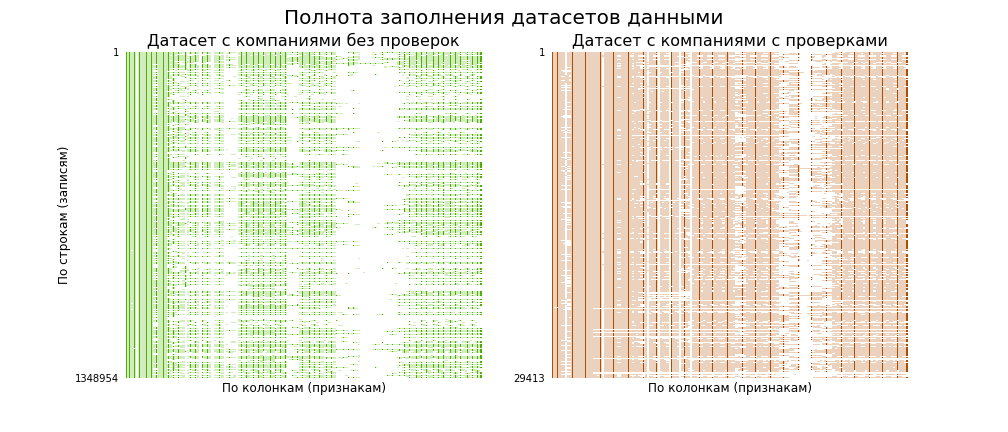 Полнота заполнения датасетов данными
Датасет с компаниями без проверок
Датасет с компаниями с проверками
1
1
По строкам (записям)
1348954
29413
По колонкам (признакам)
По колонкам (признакам)